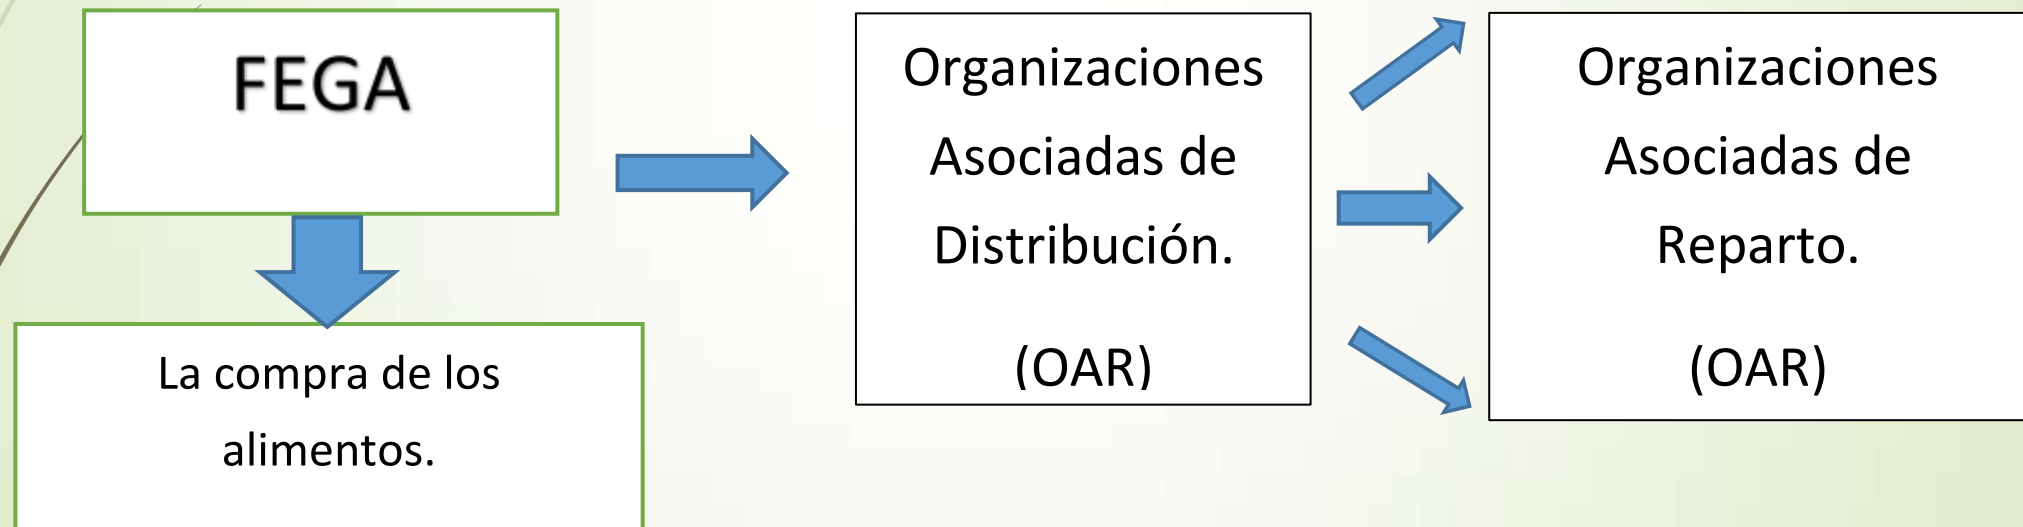 FEGA
La compra de los
alimentos.
Organizaciones
Asociadas de
Distribución.
(OAR)
Organizaciones
Asociadas de
Reparto.
(OAR)